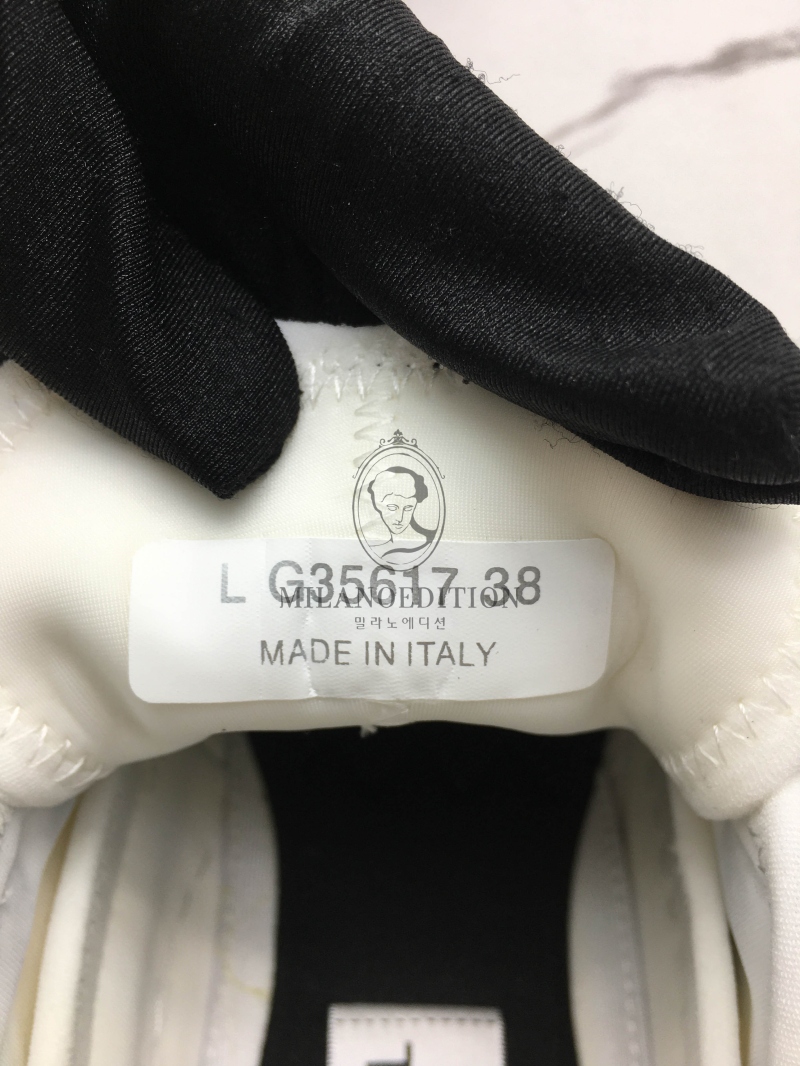 L G35617 38
MILANOEDITION
밀라노에디션
MADE IN ITALY